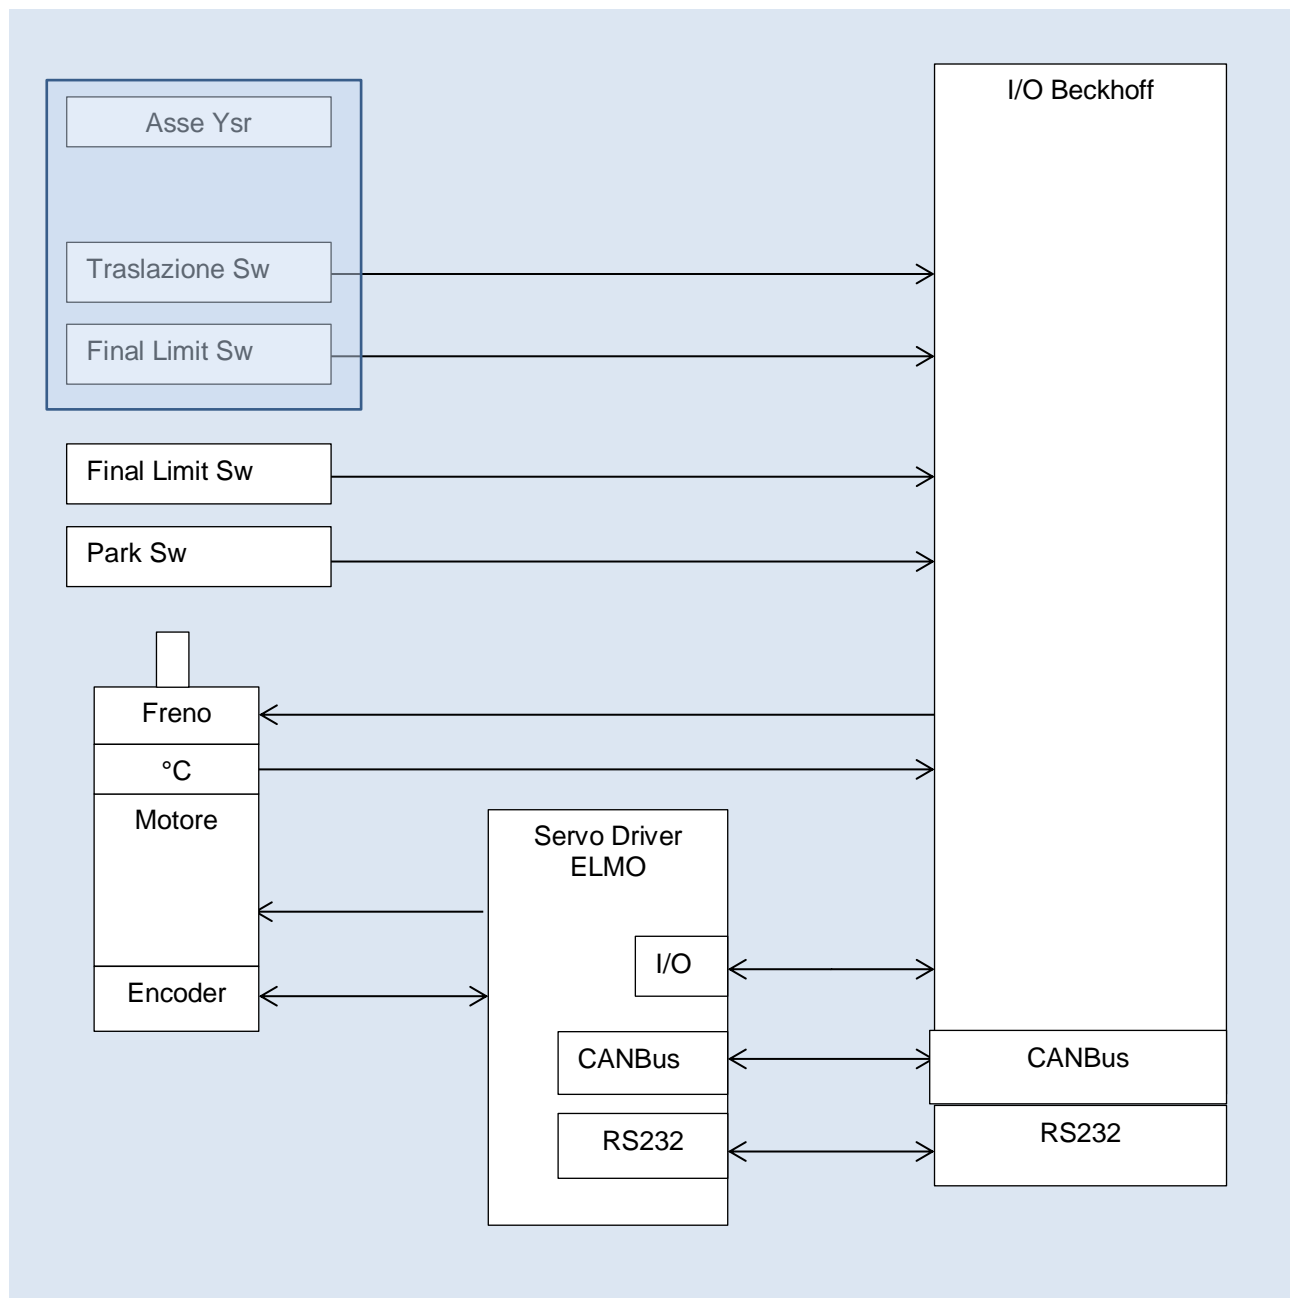 I/O Beckhoff
Asse Ysr
Traslazione Sw
Final Limit Sw
Final Limit Sw
Park Sw
Freno
°C
Motore
Servo Driver
ELMO
I/O
Encoder
CANBus
CANBus
RS232
RS232